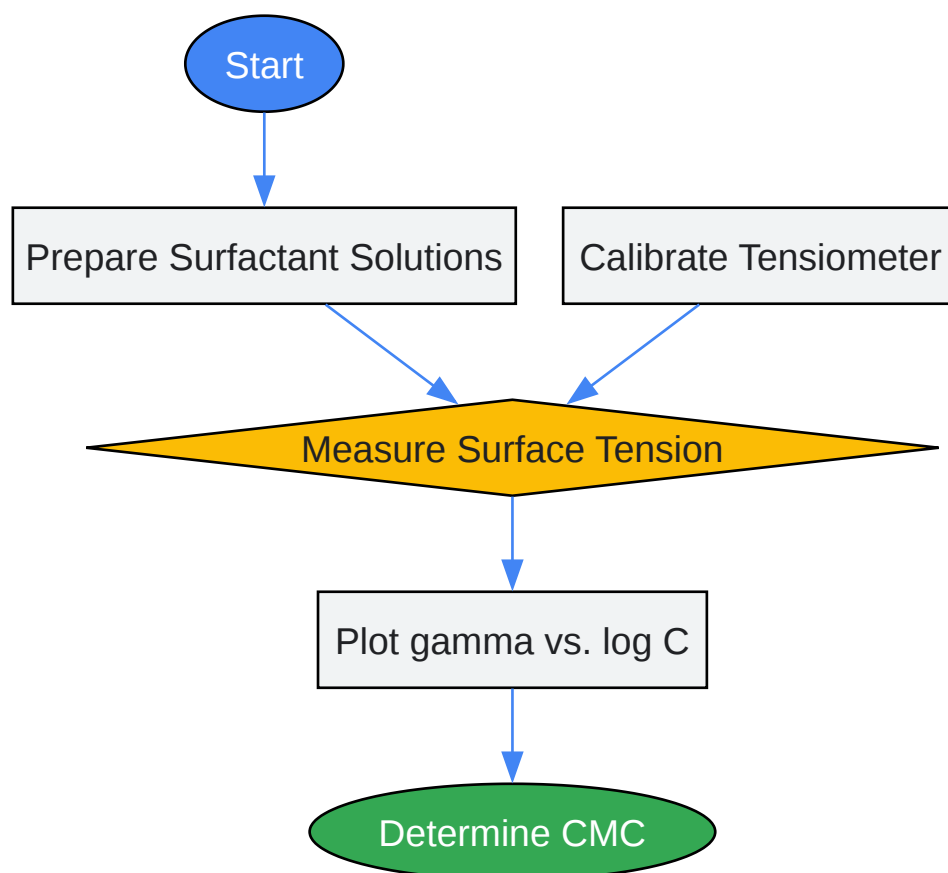 Start
Prepare Surfactant Solutions
Calibrate Tensiometer
Measure Surface Tension
Plot gamma vs. log C
Determine CMC